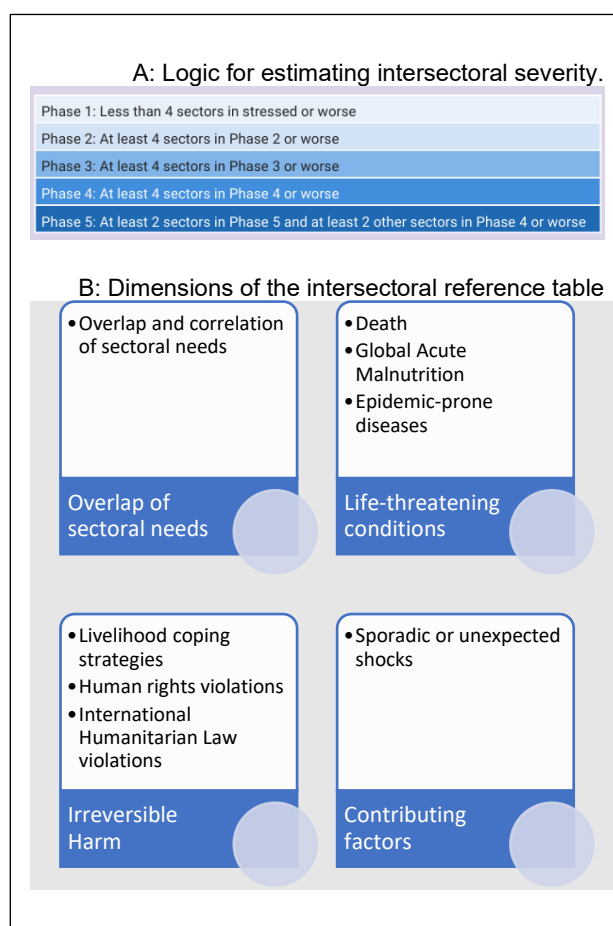 A: Logic for estimating intersectoral severity.
Phase 1: Less than 4 sectors in stressed or worse
Phase 2: At least 4 sectors in Phase 2 or worse
Phase 3: At least 4 sectors in Phase 3 or worse
Phase 4: At least 4 sectors in Phase 4 or worse
Phase 5: At least 2 sectors in Phase 5 and at least 2 other sectors in Phase 4 or worse
B: Dimensions of the intersectoral reference table
•Overlap and correlation
of sectoral needs
Overlap of
sectoral needs
•Death
•Global Acute
Malnutrition
•Epidemic-prone
diseases
Life-threatening
conditions
•Livelihood coping
strategies
•Human rights violations
•International
Humanitarian Law
violations
Irreversible
Harm
•Sporadic or unexpected
shocks
Contributing
factors